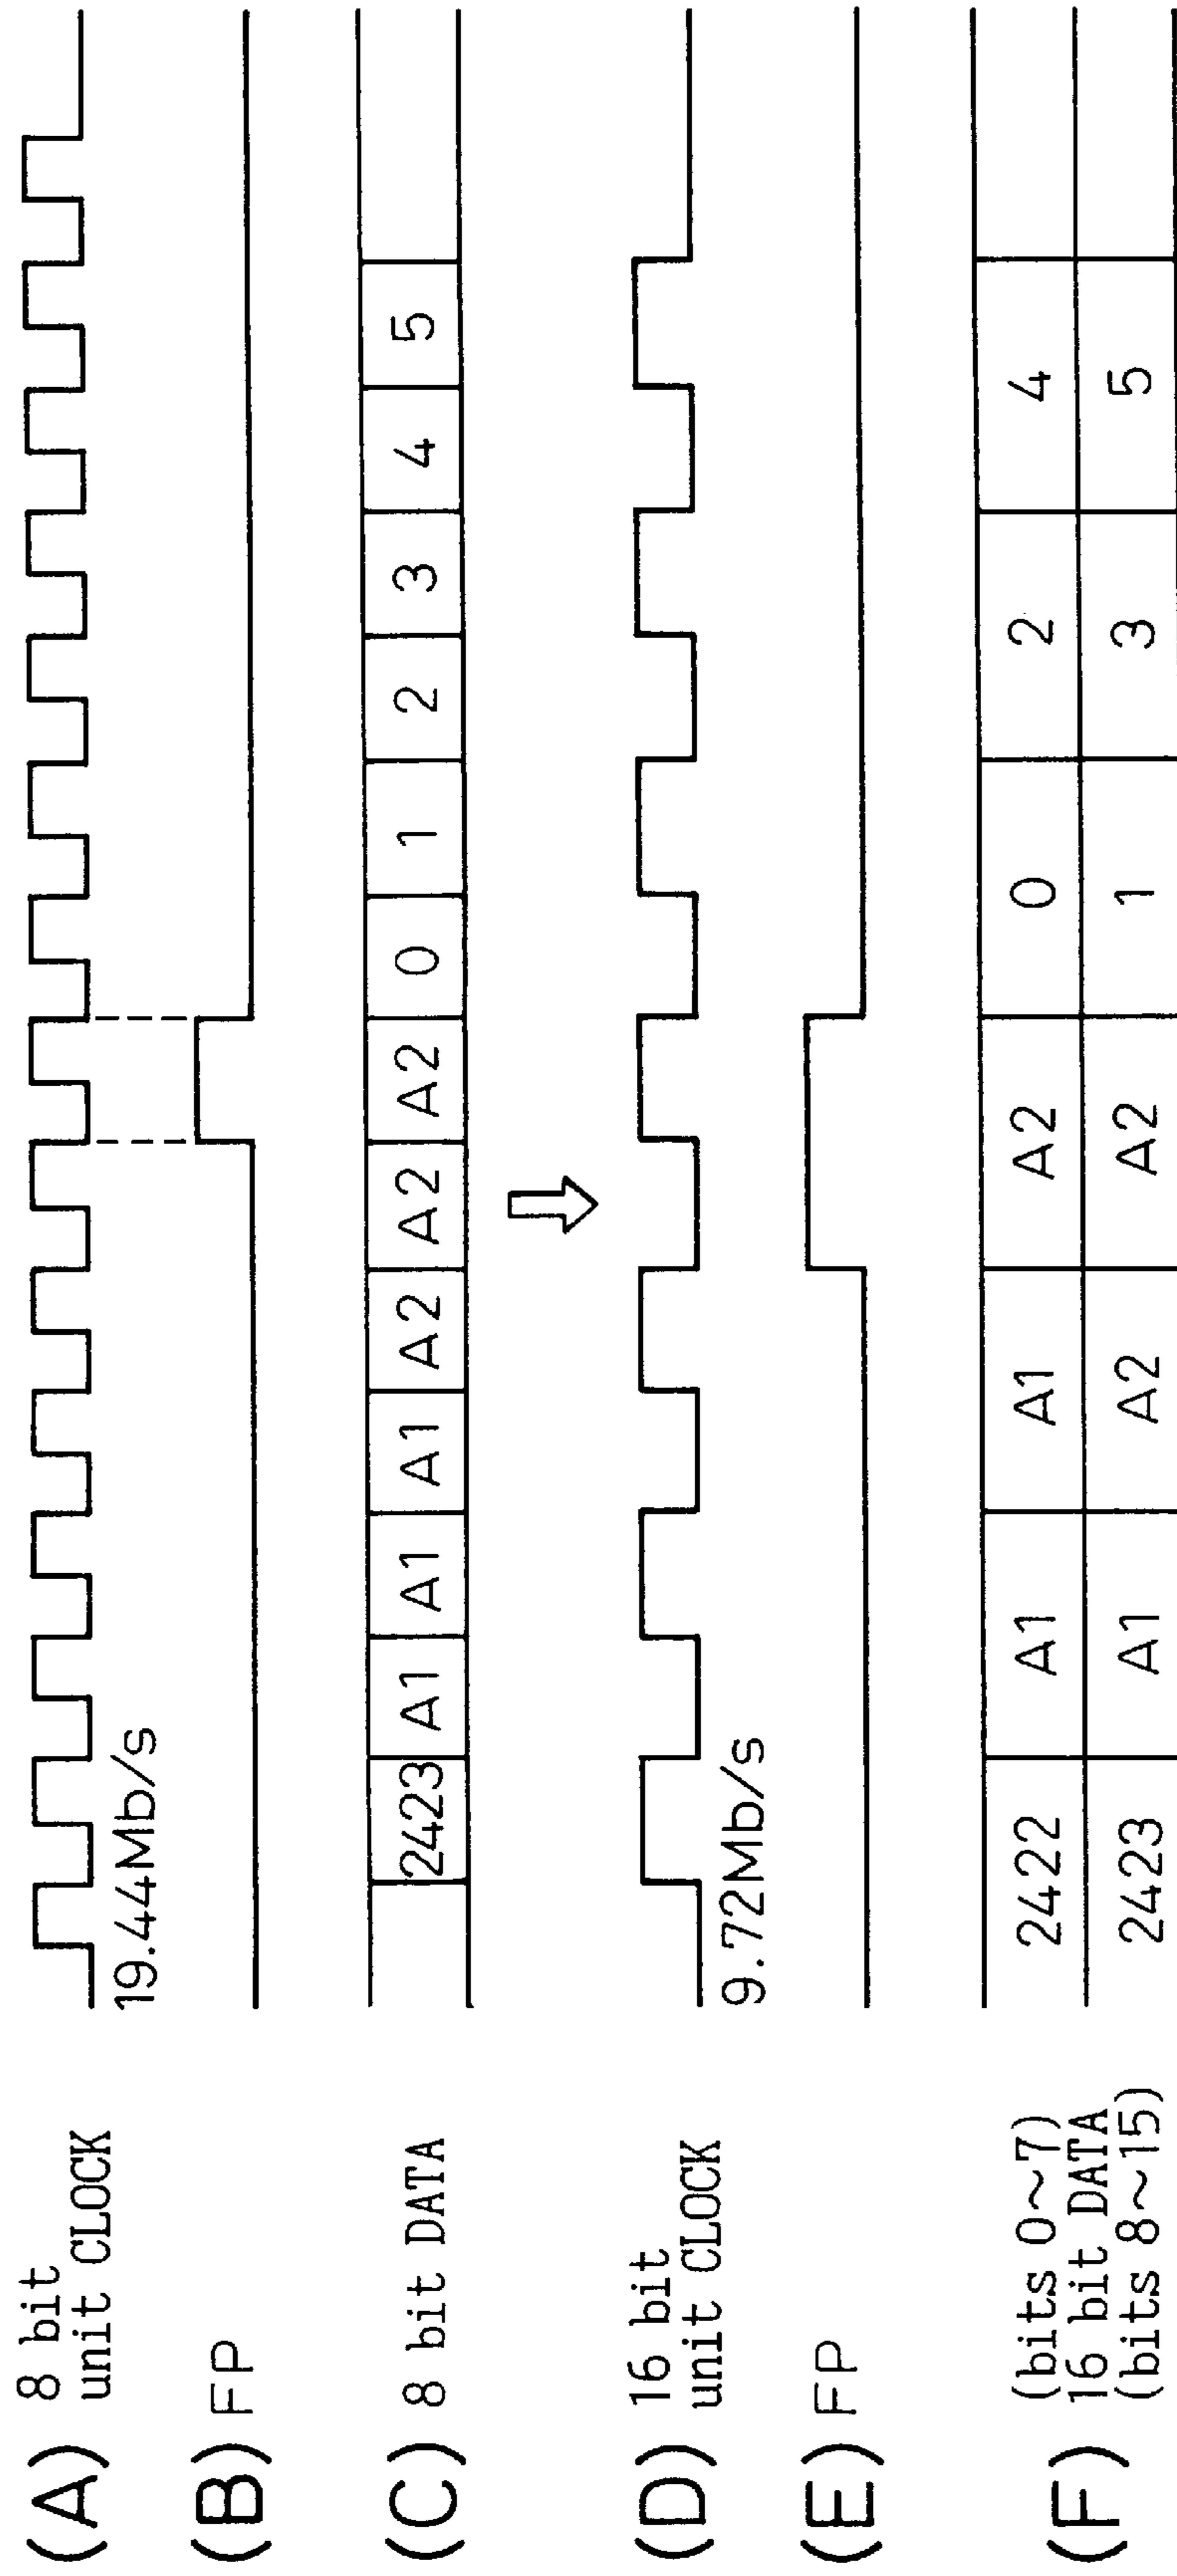 (A) 8 bit
unit CLOCK
19.44Mb/s
(B) FP
(C) 8 bit DATA
2423 A1 A1 A1 A2 A2 A2 0 1 2 3 4 5
(D) 16 bit
unit CLOCK
9.72Mb/s
(E) FP
(F) (bits 0~7)
16 bit DATA
(bits 8~15)
2422 A1 A1 A2 0 2 4
2423 A1 A2 A2 1 3 5